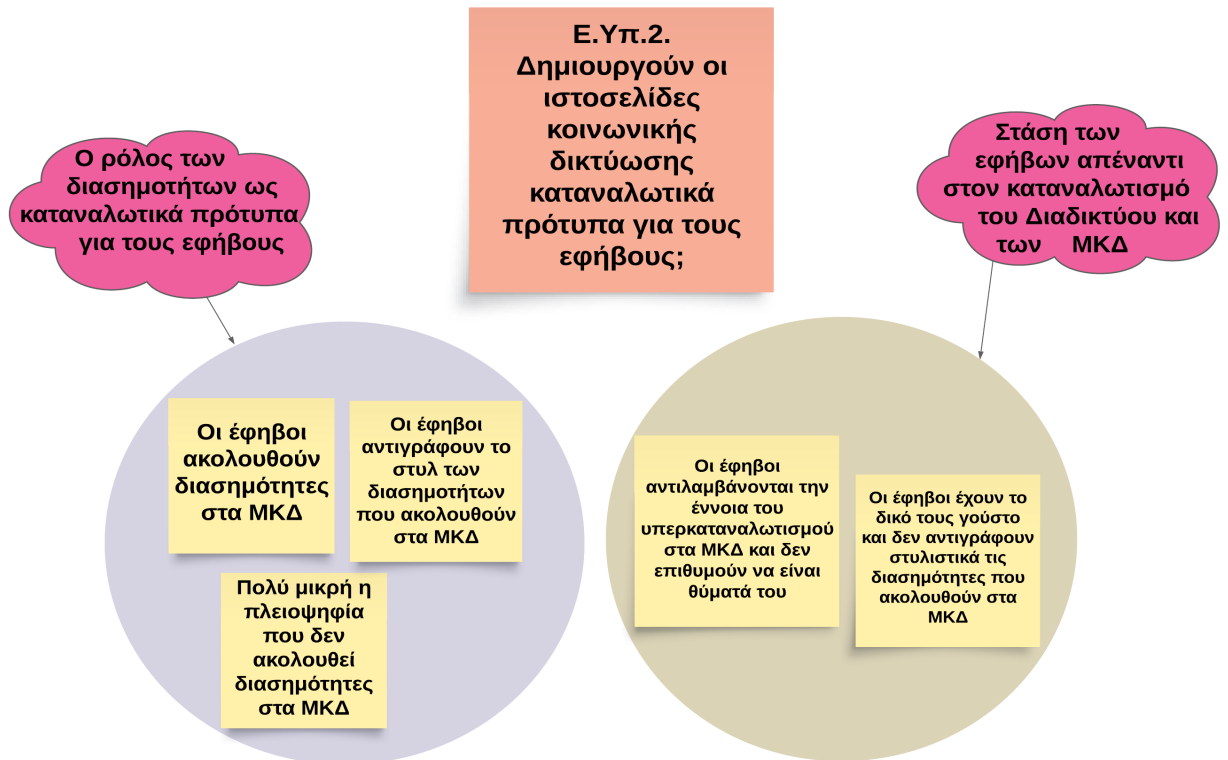 Ε.Υπ.2.
Δημιουργούν οι
ιστοσελίδες
κοινωνικής
δικτύωσης
καταναλωτικά
πρότυπα για τους
εφήβους;
Ο ρόλος των
διασημοτήτων ως
καταναλωτικά πρότυπα
για τους εφήβους
Στάση των
εφήβων απέναντι
στον καταναλωτισμό
του Διαδικτύου και
των ΜΚΔ
Οι έφηβοι
ακολουθούν
διασημότητες
στα ΜΚΔ
Οι έφηβοι
αντιγράφουν το
στυλ των
διασημοτήτων
που ακολουθούν
στα ΜΚΔ
Πολύ μικρή η
πλειοψηφία
που δεν
ακολουθεί
διασημότητες
στα ΜΚΔ
Οι έφηβοι
αντιλαμβάνονται την
έννοια του
υπερκαταναλωτισμού
στα ΜΚΔ και δεν
επιθυμούν να είναι
θύματά του
Οι έφηβοι έχουν το
δικό τους γούστο
και δεν αντιγράφουν
στυλιστικά τις
διασημότητες που
ακολουθούν στα
ΜΚΔ